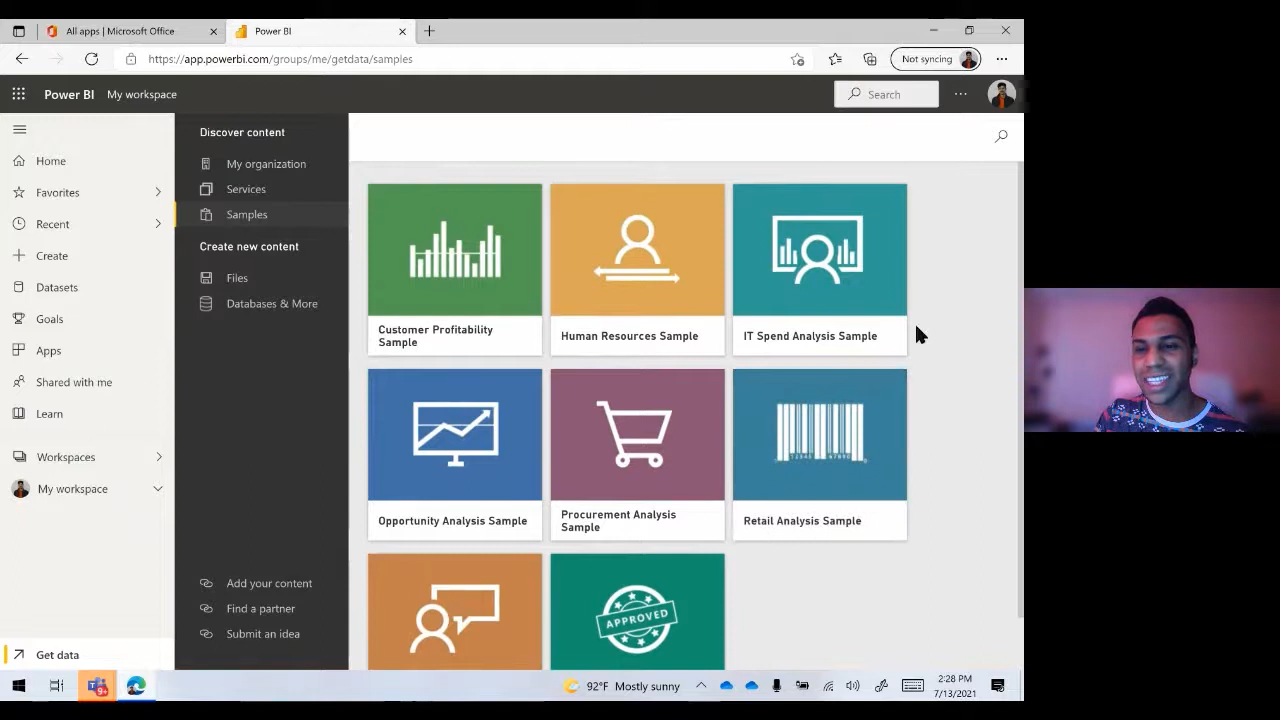 All apps | Microsoft Office
Power BI
https://app.powerbi.com/groups/me/getdata/samples
Not syncing
Power BI
My workspace
Search
Home
Favorites
Recent
Create
Datasets
Goals
Apps
Shared with me
Learn
Workspaces
My workspace
Get data
Discover content
My organization
Services
Samples
Create new content
Files
Databases & More
Add your content
Find a partner
Submit an idea
Customer Profitability
Sample
Human Resources Sample
IT Spend Analysis Sample
Opportunity Analysis Sample
Procurement Analysis
Sample
Retail Analysis Sample
APPROVED
9+
92°F Mostly sunny
2:28 PM
7/13/2021